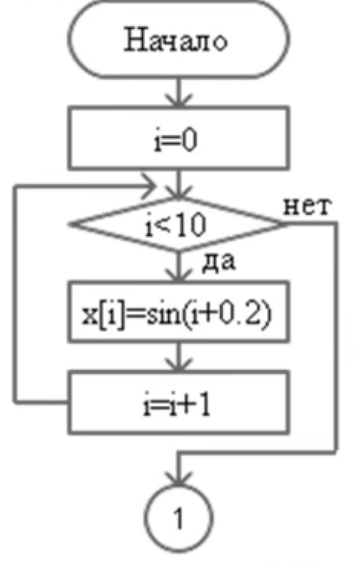 Начало
i=0
i<10
нет
да
x[i]=sin(i+0.2)
i=i+1
1